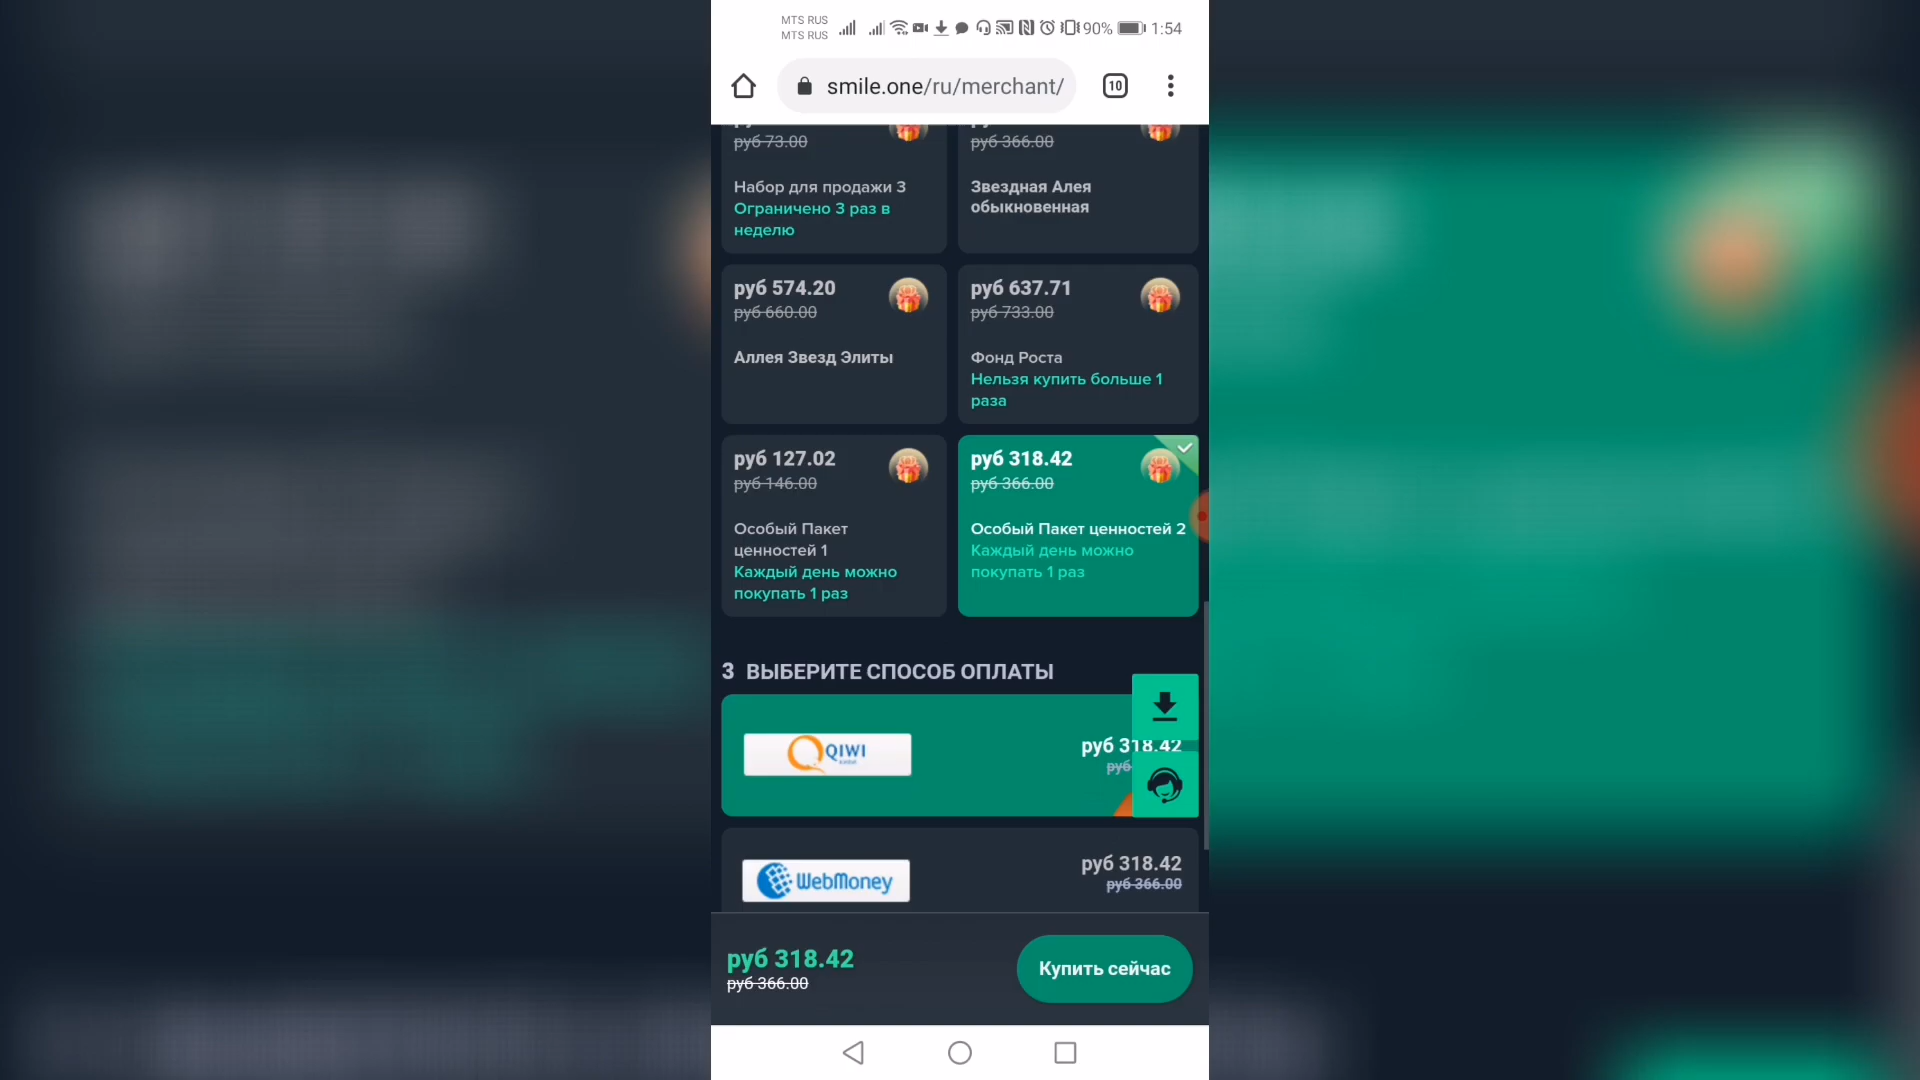 MTS RUS
MTS RUS
90% 1:54
smile.one/ru/merchant/
10
руб 73.00
руб 366.00
Набор для продажи 3
Ограничено 3 раз в
неделю
Звездная Алея
обыкновенная
руб 574.20
руб 660.00
Аллея Звезд Элиты
руб 637.71
руб 733.00
Фонд Роста
Нельзя купить больше 1
раза
руб 127.02
руб 146.00
Особый Пакет
ценностей 1
Каждый день можно
покупать 1 раз
руб 318.42
руб 366.00
Особый Пакет ценностей 2
Каждый день можно
покупать 1 раз
3 ВЫБЕРИТЕ СПОСОБ ОПЛАТЫ
QIWI
руб 318.42
руб
WebMoney
руб 318.42
руб 366.00
руб 318.42
руб 366.00
Купить сейчас